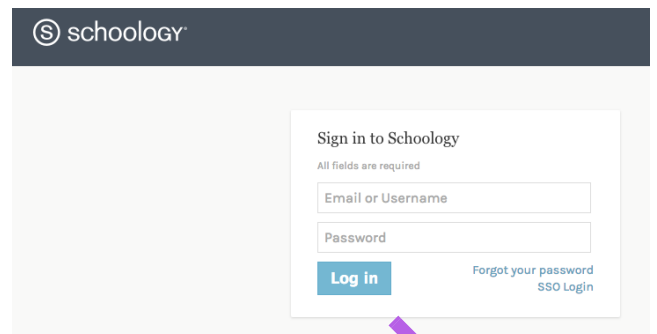 S schoology
Sign in to Schoology
All fields are required
Email or Username
Password
Log in
Forgot your password
SSO Login